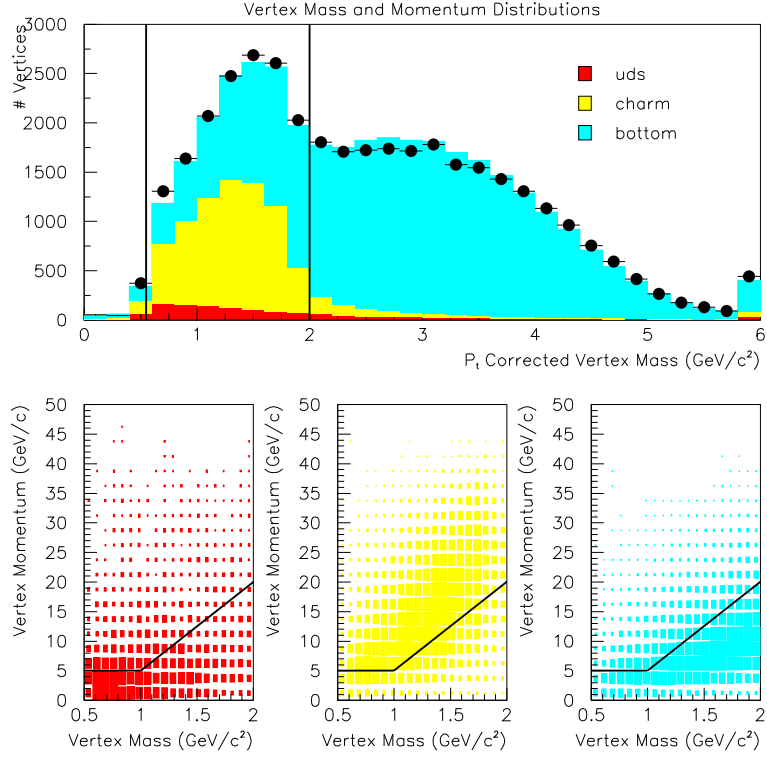 Vertex Mass and Momentum Distributions
# Vertices
3000
2500
2000
1500
1000
500
0
uds
charm
bottom
0 1 2 3 4 5 6
Pₜ Corrected Vertex Mass (GeV/c²)
Vertex Momentum (GeV/c)
50
45
40
35
30
25
20
15
10
5
0
0.5 1 1.5 2
Vertex Mass (GeV/c²)
Vertex Momentum (GeV/c)
50
45
40
35
30
25
20
15
10
5
0
0.5 1 1.5 2
Vertex Mass (GeV/c²)
Vertex Momentum (GeV/c)
50
45
40
35
30
25
20
15
10
5
0
0.5 1 1.5 2
Vertex Mass (GeV/c²)